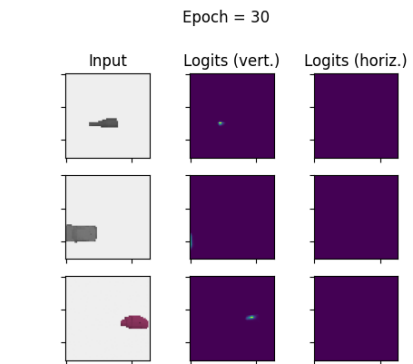 Epoch = 30
Input
Logits (vert.)
Logits (horiz.)